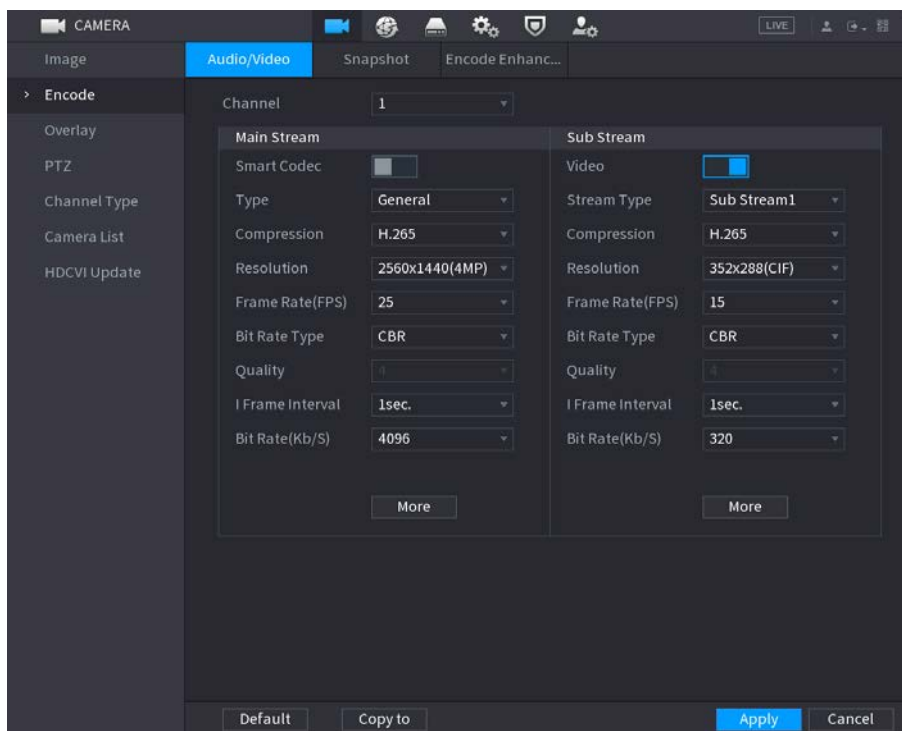 CAMERA LIVE
Image
Encode
Overlay
PTZ
Channel Type
Camera List
HDCVI Update
Audio/Video Snapshot Encode Enhanc...
Channel 1
Main Stream
Smart Codec
Type General
Compression H.265
Resolution 2560x1440(4MP)
Frame Rate(FPS) 25
Bit Rate Type CBR
Quality 4
I Frame Interval 1sec.
Bit Rate(Kb/S) 4096
More
Sub Stream
Video
Stream Type Sub Stream1
Compression H.265
Resolution 352x288(CIF)
Frame Rate(FPS) 15
Bit Rate Type CBR
Quality 4
I Frame Interval 1sec.
Bit Rate(Kb/S) 320
More
Default Copy to Apply Cancel